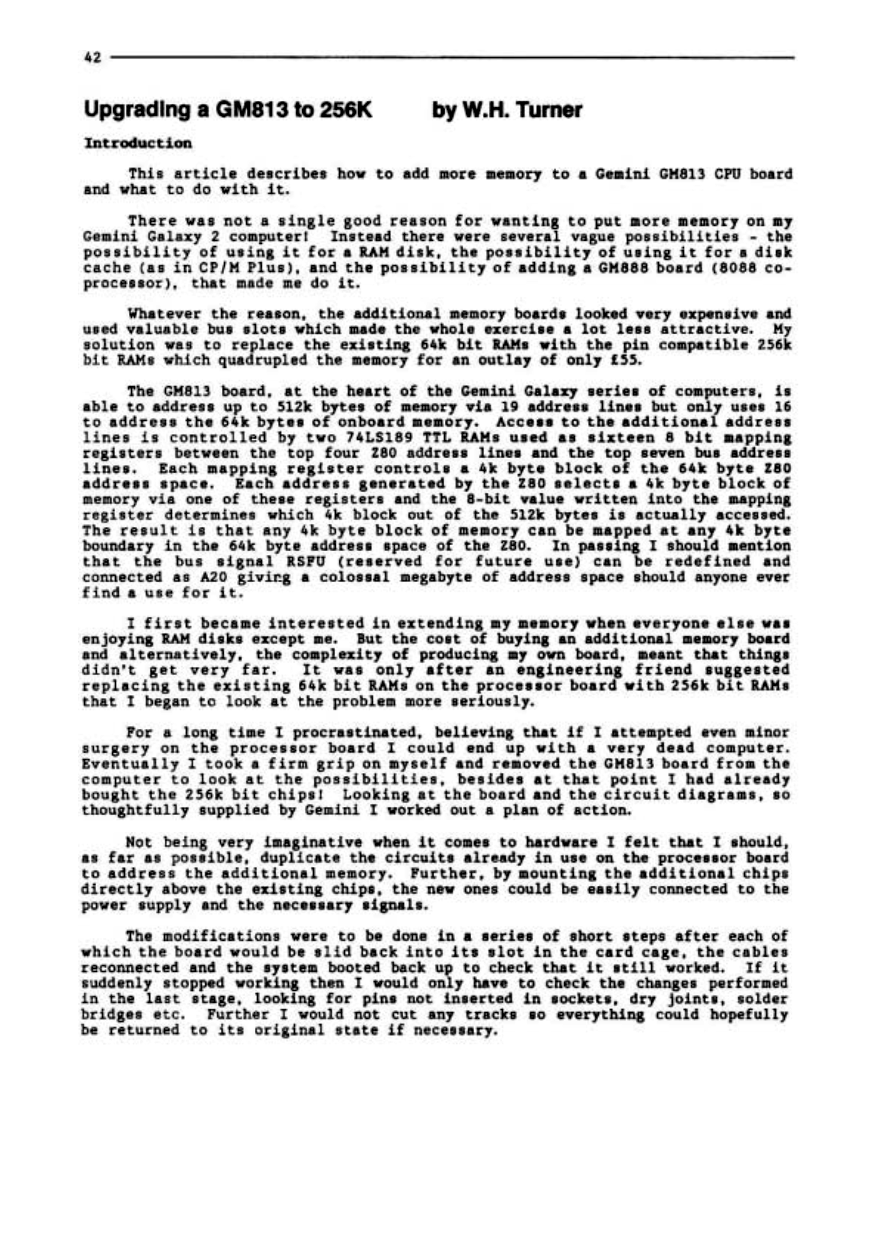 42
Upgrading a GM813 to 256K by W.H. Turner
Introduction
This article describes how to add more memory to a Gemini GM813 CPU board
and what to do with it.
There was not a single good reason for wanting to put more memory on my
Gemini Galaxy 2 computer! Instead there were several vague possibilities - the
possibility of using it for a RAM disk, the possibility of using it for a disk
cache (as in CP/M Plus), and the possibility of adding a GM888 board (8088 co-
processor), that made me do it.
Whatever the reason, the additional memory boards looked very expensive and
used valuable bus slots which made the whole exercise a lot less attractive. My
solution was to replace the existing 64k bit RAMs with the pin compatible 256k
bit RAMs which quadrupled the memory for an outlay of only £55.
The GM813 board, at the heart of the Gemini Galaxy series of computers, is
able to address up to 512k bytes of memory via 19 address lines but only uses 16
to address the 64k bytes of onboard memory. Access to the additional address
lines is controlled by two 74LS189 TTL RAMs used as sixteen 8 bit mapping
registers between the top four Z80 address lines and the top seven bus address
lines. Each mapping register controls a 4k byte block of the 64k byte Z80
address space. Each address generated by the Z80 selects a 4k byte block of
memory via one of these registers and the 8-bit value written into the mapping
register determines which 4k block out of the 512k bytes is actually accessed.
The result is that any 4k byte block of memory can be mapped at any 4k byte
boundary in the 64k byte address space of the Z80. In passing I should mention
that the bus signal RSFU (reserved for future use) can be redefined and
connected as A20 giving a colossal megabyte of address space should anyone ever
find a use for it.
I first became interested in extending my memory when everyone else was
enjoying RAM disks except me. But the cost of buying an additional memory board
and alternatively, the complexity of producing my own board, meant that things
didn't get very far. It was only after an engineering friend suggested
replacing the existing 64k bit RAMs on the processor board with 256k bit RAMs
that I began to look at the problem more seriously.
For a long time I procrastinated, believing that if I attempted even minor
surgery on the processor board I could end up with a very dead computer.
Eventually I took a firm grip on myself and removed the GM813 board from the
computer to look at the possibilities, besides at that point I had already
bought the 256k bit chips! Looking at the board and the circuit diagrams, so
thoughtfully supplied by Gemini I worked out a plan of action.
Not being very imaginative when it comes to hardware I felt that I should,
as far as possible, duplicate the circuits already in use on the processor board
to address the additional memory. Further, by mounting the additional chips
directly above the existing chips, the new ones could be easily connected to the
power supply and the necessary signals.
The modifications were to be done in a series of short steps after each of
which the board would be slid back into its slot in the card cage, the cables
reconnected and the system booted back up to check that it still worked. If it
suddenly stopped working then I would only have to check the changes performed
in the last stage, looking for pins not inserted in sockets, dry joints, solder
bridges etc. Further I would not cut any tracks so everything could hopefully
be returned to its original state if necessary.